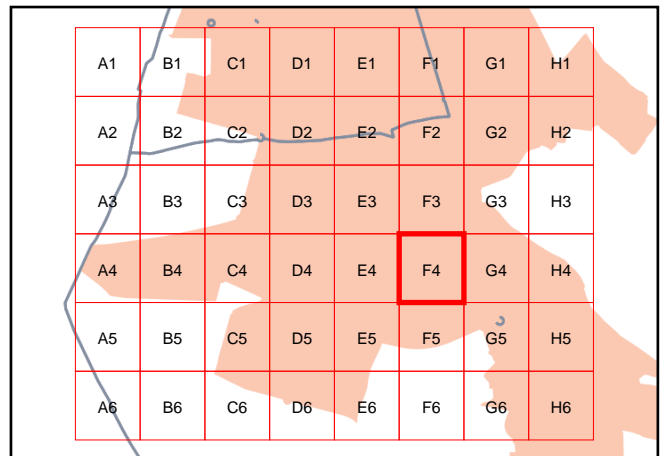 A1 B1 C1 D1 E1 F1 G1 H1
A2 B2 C2 D2 E2 F2 G2 H2
A3 B3 C3 D3 E3 F3 G3 H3
A4 B4 C4 D4 E4 F4 G4 H4
A5 B5 C5 D5 E5 F5 G5 H5
A6 B6 C6 D6 E6 F6 G6 H6